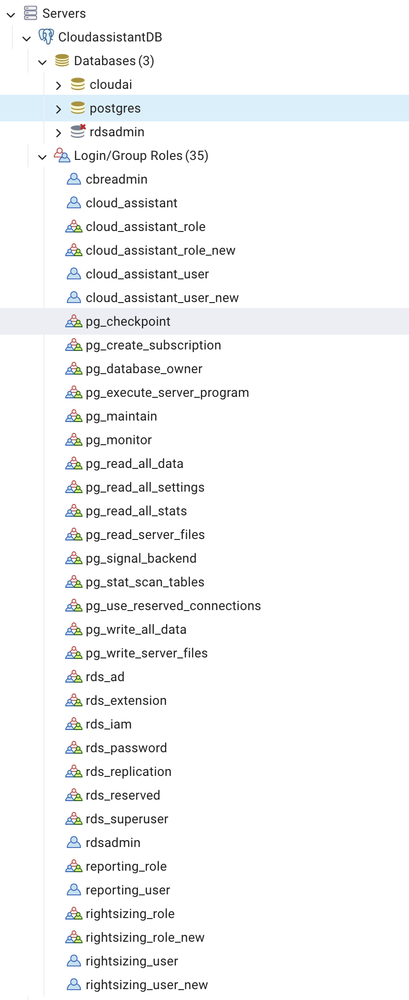 Servers
CloudassistantDB
Databases (3)
cloudai
postgres
rdsadmin
Login/Group Roles (35)
cbreadmin
cloud_assistant
cloud_assistant_role
cloud_assistant_role_new
cloud_assistant_user
cloud_assistant_user_new
pg_checkpoint
pg_create_subscription
pg_database_owner
pg_execute_server_program
pg_maintain
pg_monitor
pg_read_all_data
pg_read_all_settings
pg_read_all_stats
pg_read_server_files
pg_signal_backend
pg_stat_scan_tables
pg_use_reserved_connections
pg_write_all_data
pg_write_server_files
rds_ad
rds_extension
rds_iam
rds_password
rds_replication
rds_reserved
rds_superuser
rdsadmin
reporting_role
reporting_user
rightsizing_role
rightsizing_role_new
rightsizing_user
rightsizing_user_new